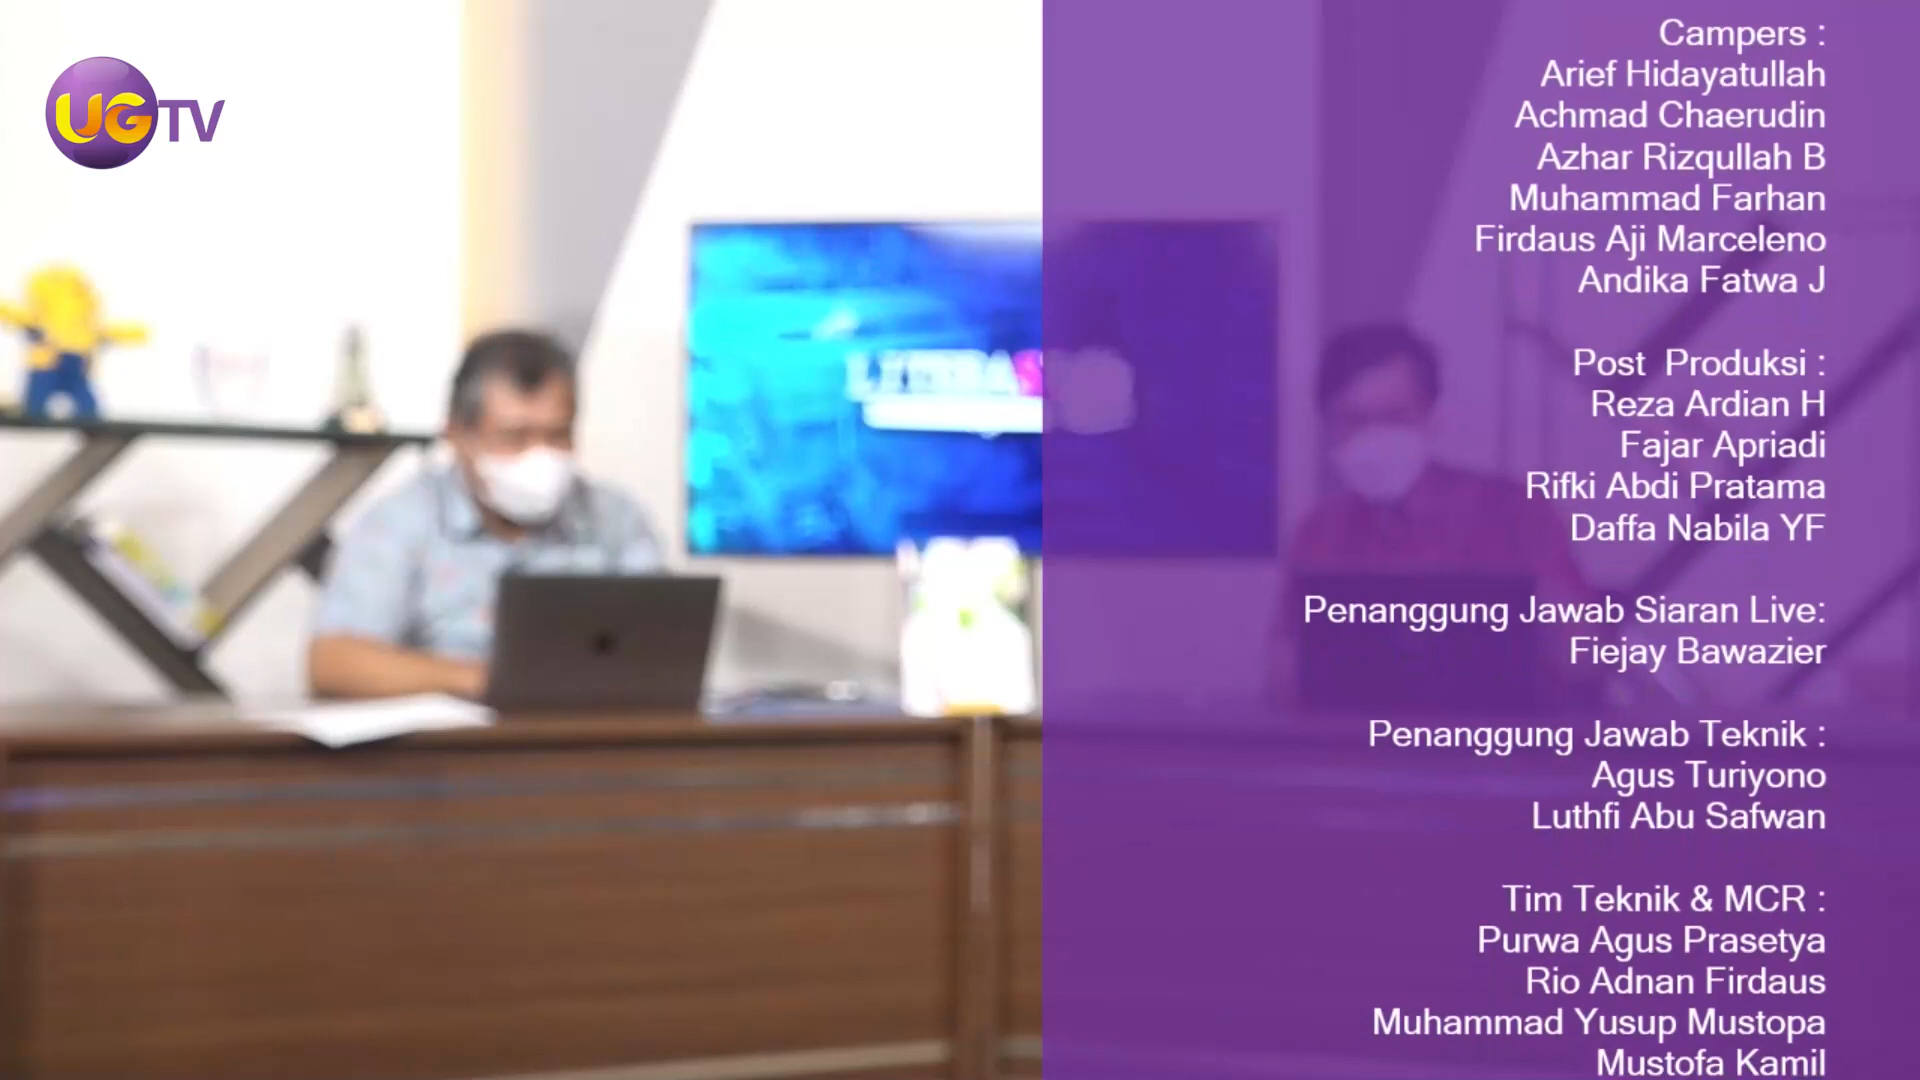 UGTV
Campers :
Arief Hidayatullah
Achmad Chaerudin
Azhar Rizqullah B
Muhammad Farhan
Firdaus Aji Marceleno
Andika Fatwa J
Post Produksi :
Reza Ardian H
Fajar Apriadi
Rifki Abdi Pratama
Daffa Nabila YF
Penanggung Jawab Siaran Live:
Fiejay Bawazier
Penanggung Jawab Teknik :
Agus Turiyono
Luthfi Abu Safwan
Tim Teknik & MCR :
Purwa Agus Prasetya
Rio Adnan Firdaus
Muhammad Yusup Mustopa
Mustofa Kamil